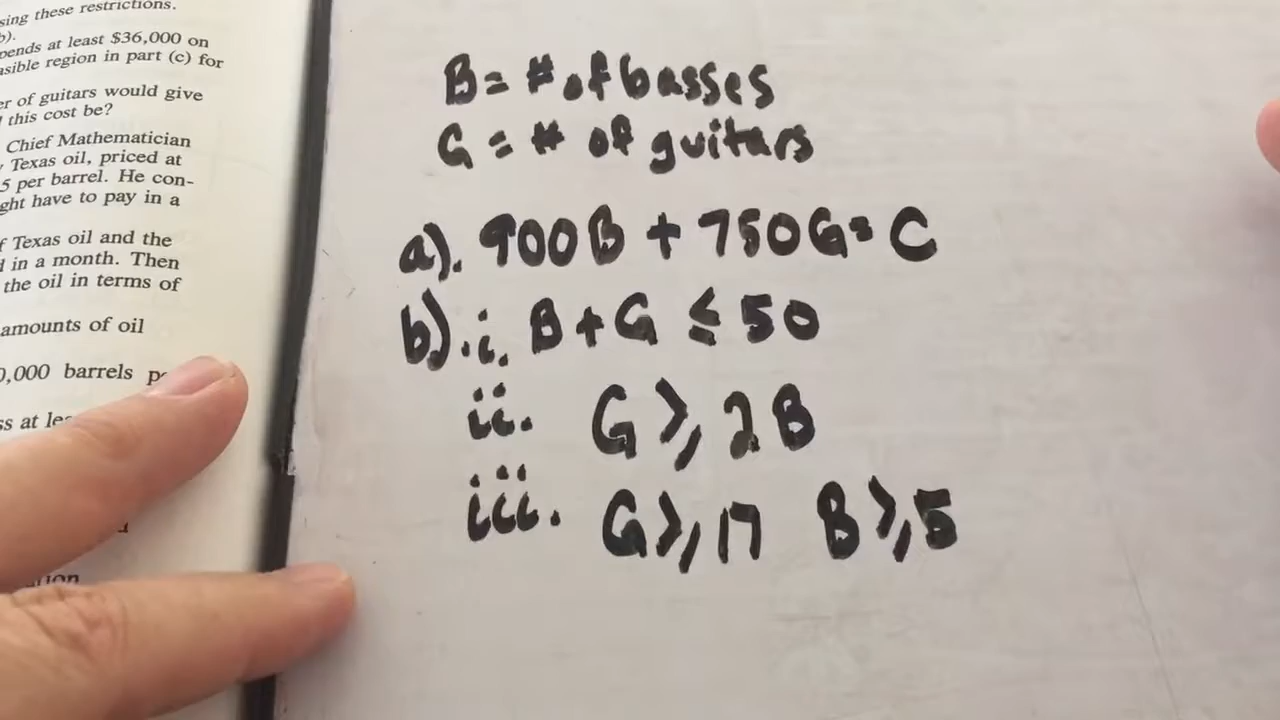 sing these restrictions.
b).
pends at least $36,000 on
asible region in part (c) for
er of guitars would give
this cost be?
Chief Mathematician
Texas oil, priced at
5 per barrel. He con-
ght have to pay in a
f Texas oil and the
d in a month. Then
the oil in terms of
amounts of oil
0,000 barrels
ss at
B = # of basses
G = # of guitars
a). 900B + 750G = C
b). i. B + G ≤ 50
ii. G ≥ 2B
iii. G ≥ 17 B ≥ 5